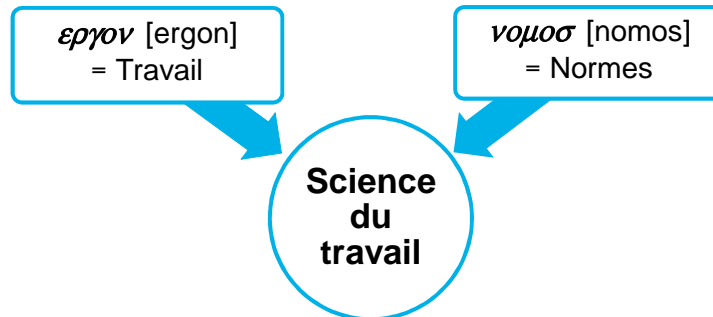 εργον [ergon]
= Travail
νομοσ [nomos]
= Normes
Science
du
travail